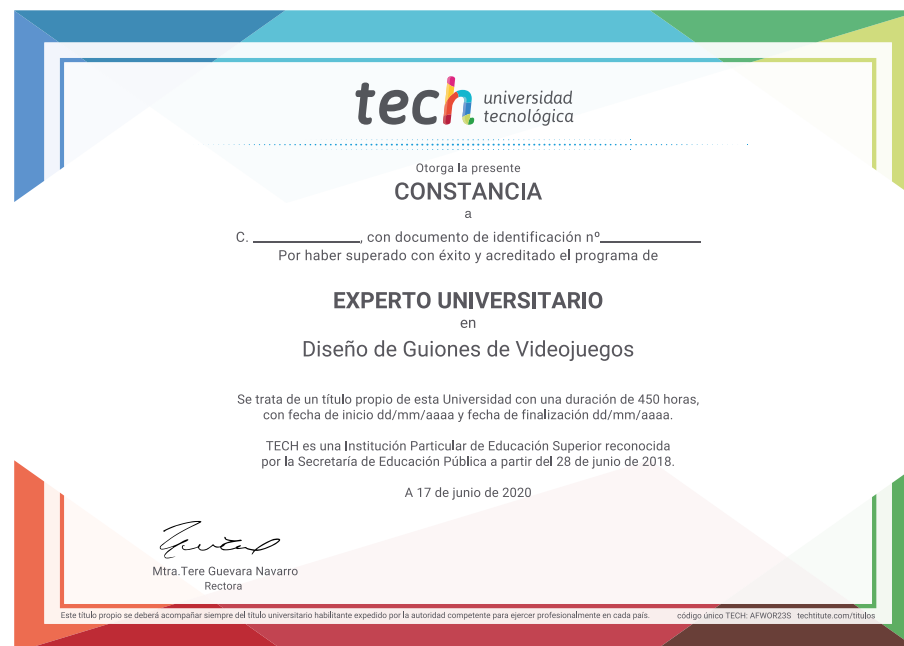 tech universidad
tecnológica
Otorga la presente
CONSTANCIA
a
C. ____________, con documento de identificación nº____________
Por haber superado con éxito y acreditado el programa de
EXPERTO UNIVERSITARIO
en
Diseño de Guiones de Videojuegos
Se trata de un título propio de esta Universidad con una duración de 450 horas,
con fecha de inicio dd/mm/aaaa y fecha de finalización dd/mm/aaaa.
TECH es una Institución Particular de Educación Superior reconocida
por la Secretaría de Educación Pública a partir del 28 de junio de 2018.
A 17 de junio de 2020
Mtra.Tere Guevara Navarro
Rectora
Este título propio se deberá acompañar siempre del título universitario habilitante expedido por la autoridad competente para ejercer profesionalmente en cada país. código único TECH: AFWOR23S techtitute.com/titulos